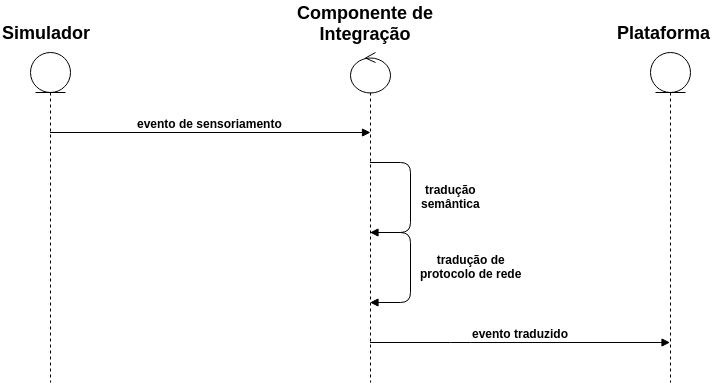 Simulador
Componente de
Integração
Plataforma
evento de sensoriamento
tradução
semântica
tradução de
protocolo de rede
evento traduzido